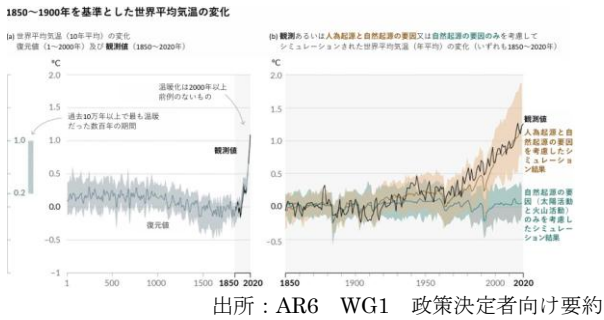 1850～1900年を基準とした世界平均気温の変化
(a) 世界平均気温（10年平均）の変化
復元値（1～2000年）及び観測値（1850～2020年）
(b) 観測あるいは人為起源と自然起源の要因又は自然起源の要因のみを考慮して
シミュレーションされた世界平均気温（年平均）の変化（いずれも1850～2020年）
℃
2.0
1.5
1.0
0.5
0.0
−0.5
−1
1.0
0.2
過去10万年以上で最も温暖
だった数百年の期間
温暖化は2000年以上
前例のないもの
観測値
復元値
1
500
1000
1500
1850
2020
℃
2.0
1.5
1.0
0.5
0.0
−0.5
観測値
人為起源と自
然起源の要因
を考慮したシ
ミュレーショ
ン結果
自然起源の要
因（太陽活動
と火山活動）
のみを考慮し
たシミュレー
ション結果
1850
1900
1950
2000
2020
出所：AR6 WG1 政策決定者向け要約